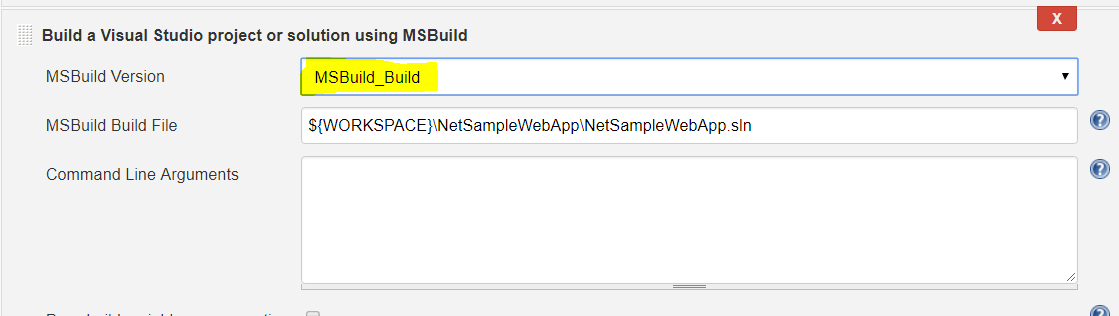 X
Build a Visual Studio project or solution using MSBuild
MSBuild Version
MSBuild_Build
MSBuild Build File
${WORKSPACE}\NetSampleWebApp\NetSampleWebApp.sln
?
Command Line Arguments
?